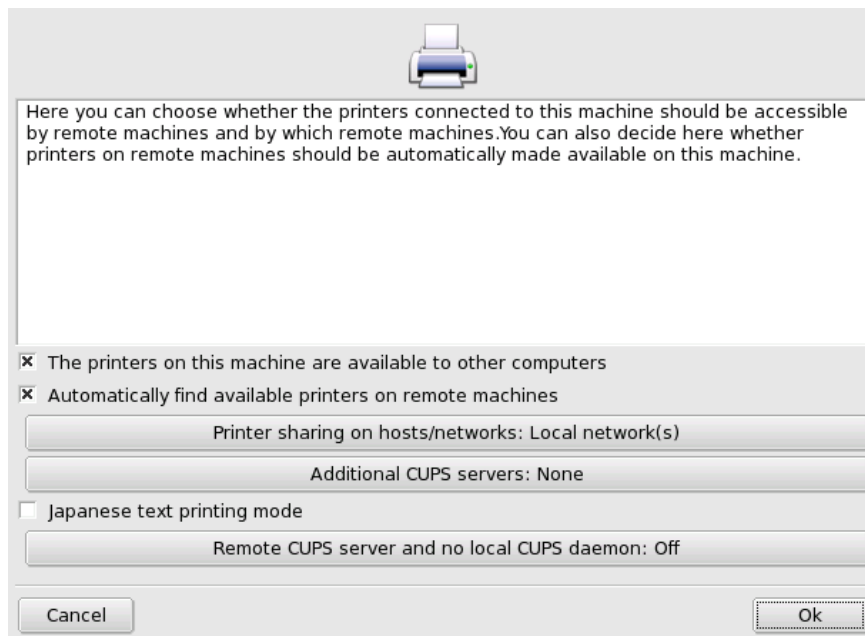 Here you can choose whether the printers connected to this machine should be accessible
by remote machines and by which remote machines.You can also decide here whether
printers on remote machines should be automatically made available on this machine.
The printers on this machine are available to other computers
Automatically find available printers on remote machines
Printer sharing on hosts/networks: Local network(s)
Additional CUPS servers: None
Japanese text printing mode
Remote CUPS server and no local CUPS daemon: Off
Cancel
Ok